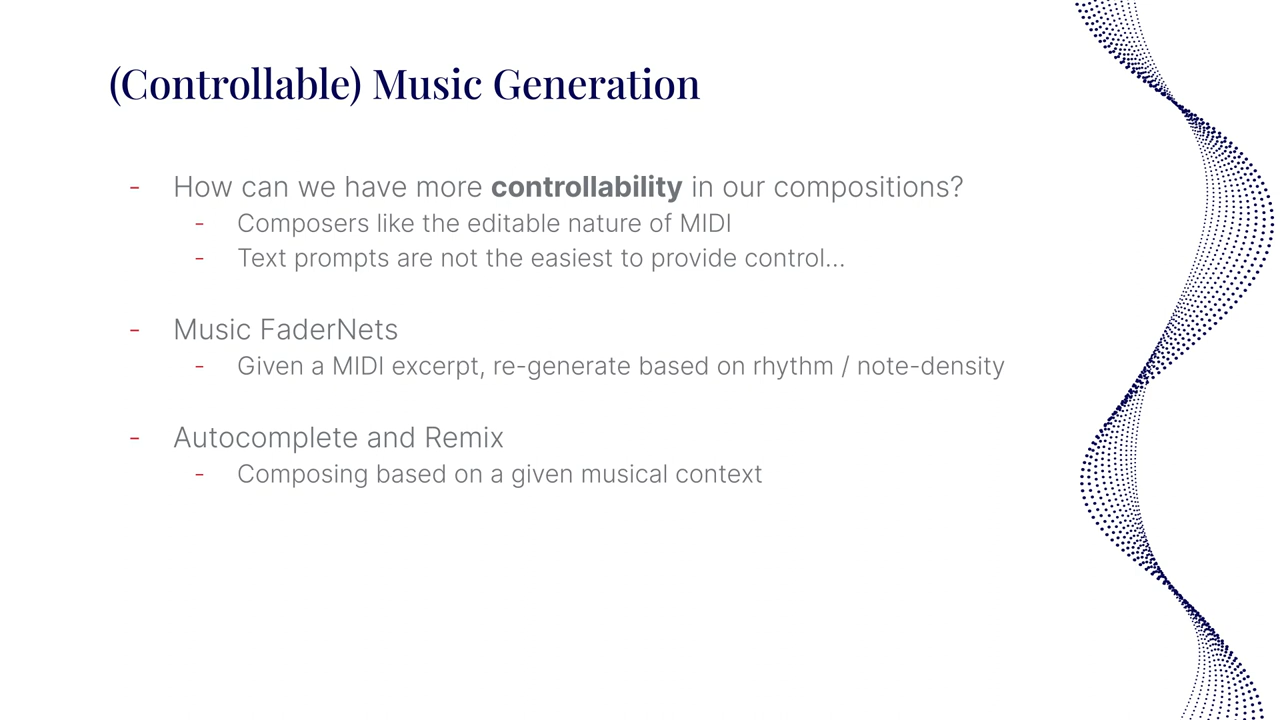 (Controllable) Music Generation
- How can we have more controllability in our compositions?
- Composers like the editable nature of MIDI
- Text prompts are not the easiest to provide control...
- Music FaderNets
- Given a MIDI excerpt, re-generate based on rhythm / note-density
- Autocomplete and Remix
- Composing based on a given musical context